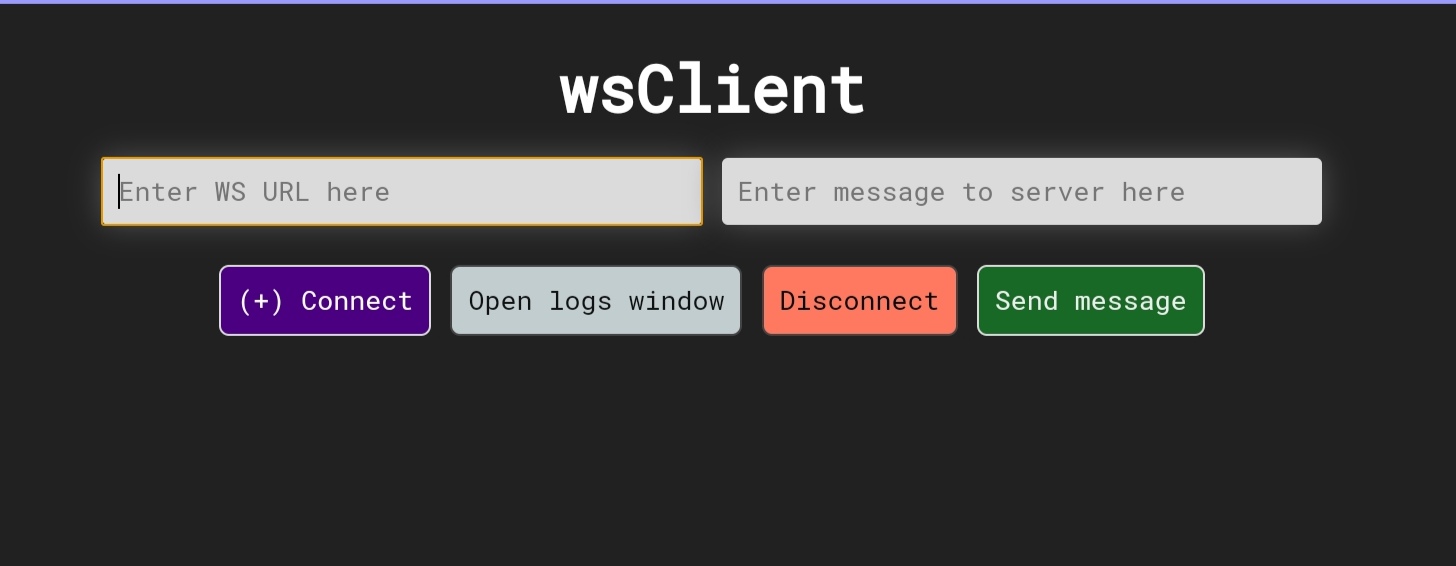 wsClient
Enter WS URL here
Enter message to server here
(+) Connect
Open logs window
Disconnect
Send message